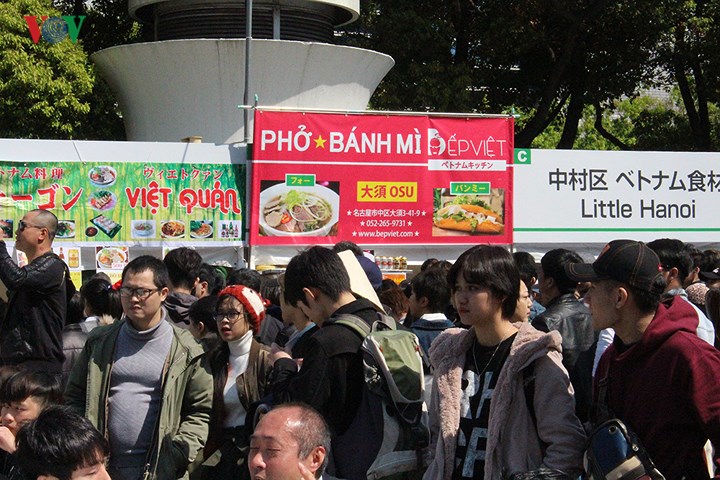 VOV
ナム料理
ーゴン
ヴィエトクァン
VIỆT QUÁN
PHỞ★BÁNH MÌ
BẾPVIỆT
ベトナムキッチン
フォー
大須 OSU
★名古屋市中区大須3-41-9★
★052-265-9731★
★www.bepviet.com★
バンミー
C
中村区 ベトナム食材
Little Hanoi